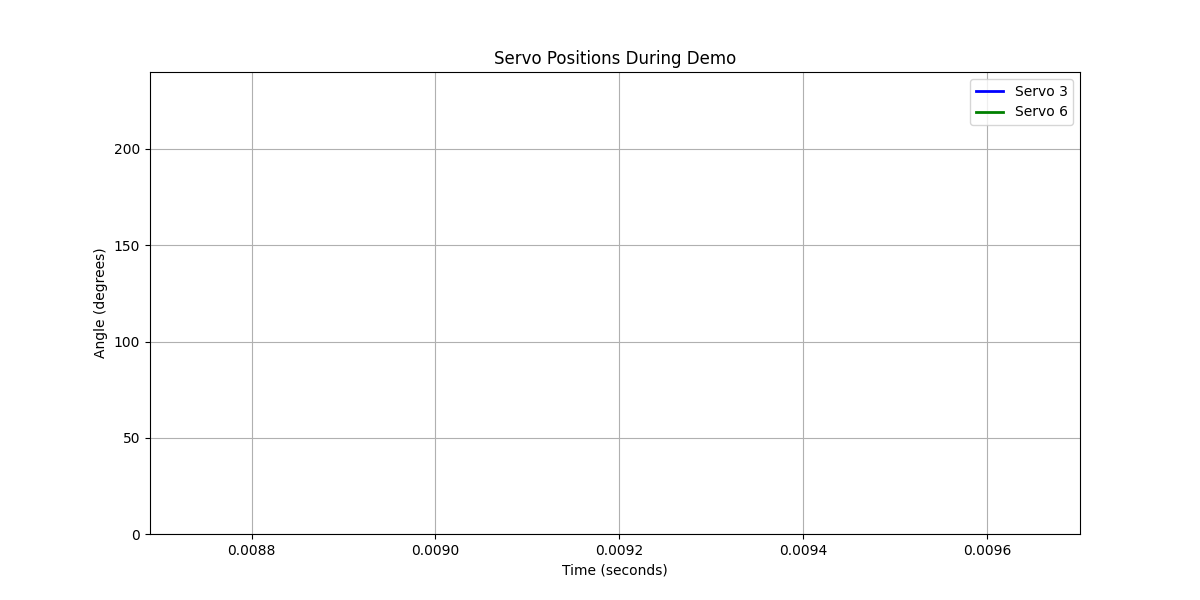 Servo Positions During Demo
Servo 3
Servo 6
200
150
100
50
0
Angle (degrees)
0.0088 0.0090 0.0092 0.0094 0.0096
Time (seconds)